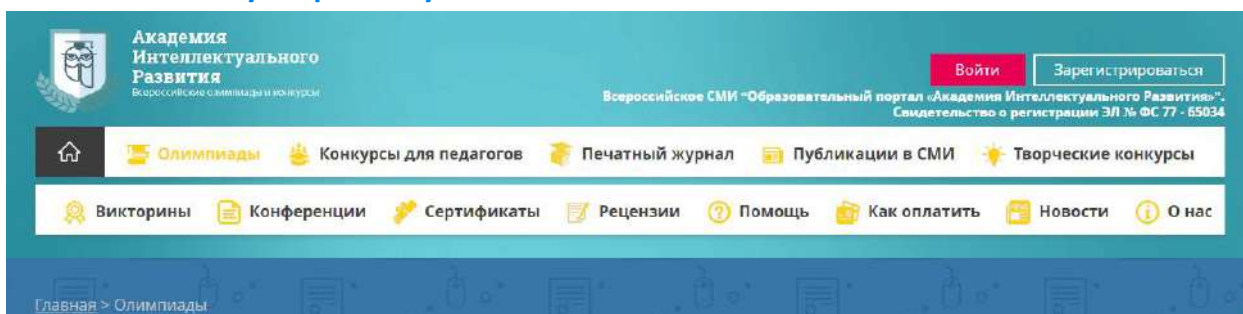 Академия
Интеллектуального
Развития
Всероссийские олимпиады и конкурсы
Войти
Зарегистрироваться
Всероссийское СМИ "Образовательный портал «Академия Интеллектуального Развития»".
Свидетельство о регистрации ЭЛ № ФС 77 - 65034
Олимпиады Конкурсы для педагогов Печатный журнал Публикации в СМИ Творческие конкурсы
Викторины Конференции Сертификаты Рецензии Помощь Как оплатить Новости О нас
Главная > Олимпиады